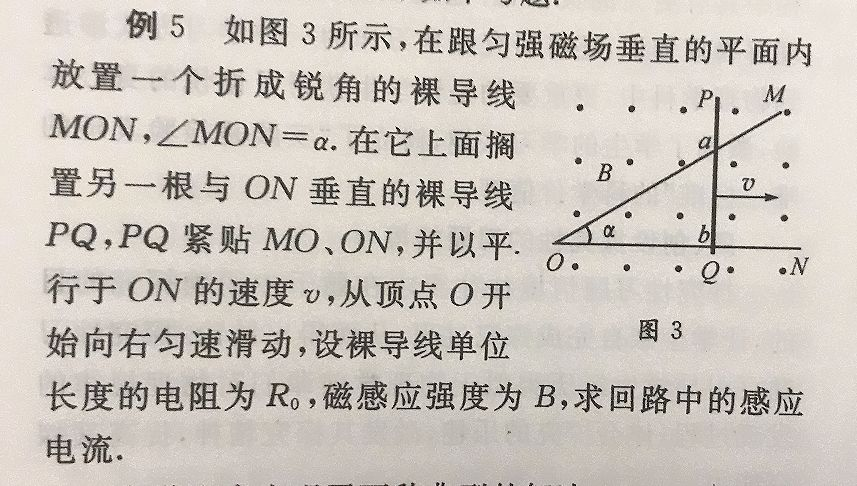 例 5 如图 3 所示,在跟匀强磁场垂直的平面内
放置一个折成锐角的裸导线
MON,∠MON=α. 在它上面搁
置另一根与 ON 垂直的裸导线
PQ,PQ 紧贴 MO、ON,并以平
行于 ON 的速度 v,从顶点 O 开
始向右匀速滑动,设裸导线单位
长度的电阻为 R₀,磁感应强度为 B,求回路中的感应
电流.
P M
a
B v
α b
O Q N
图 3